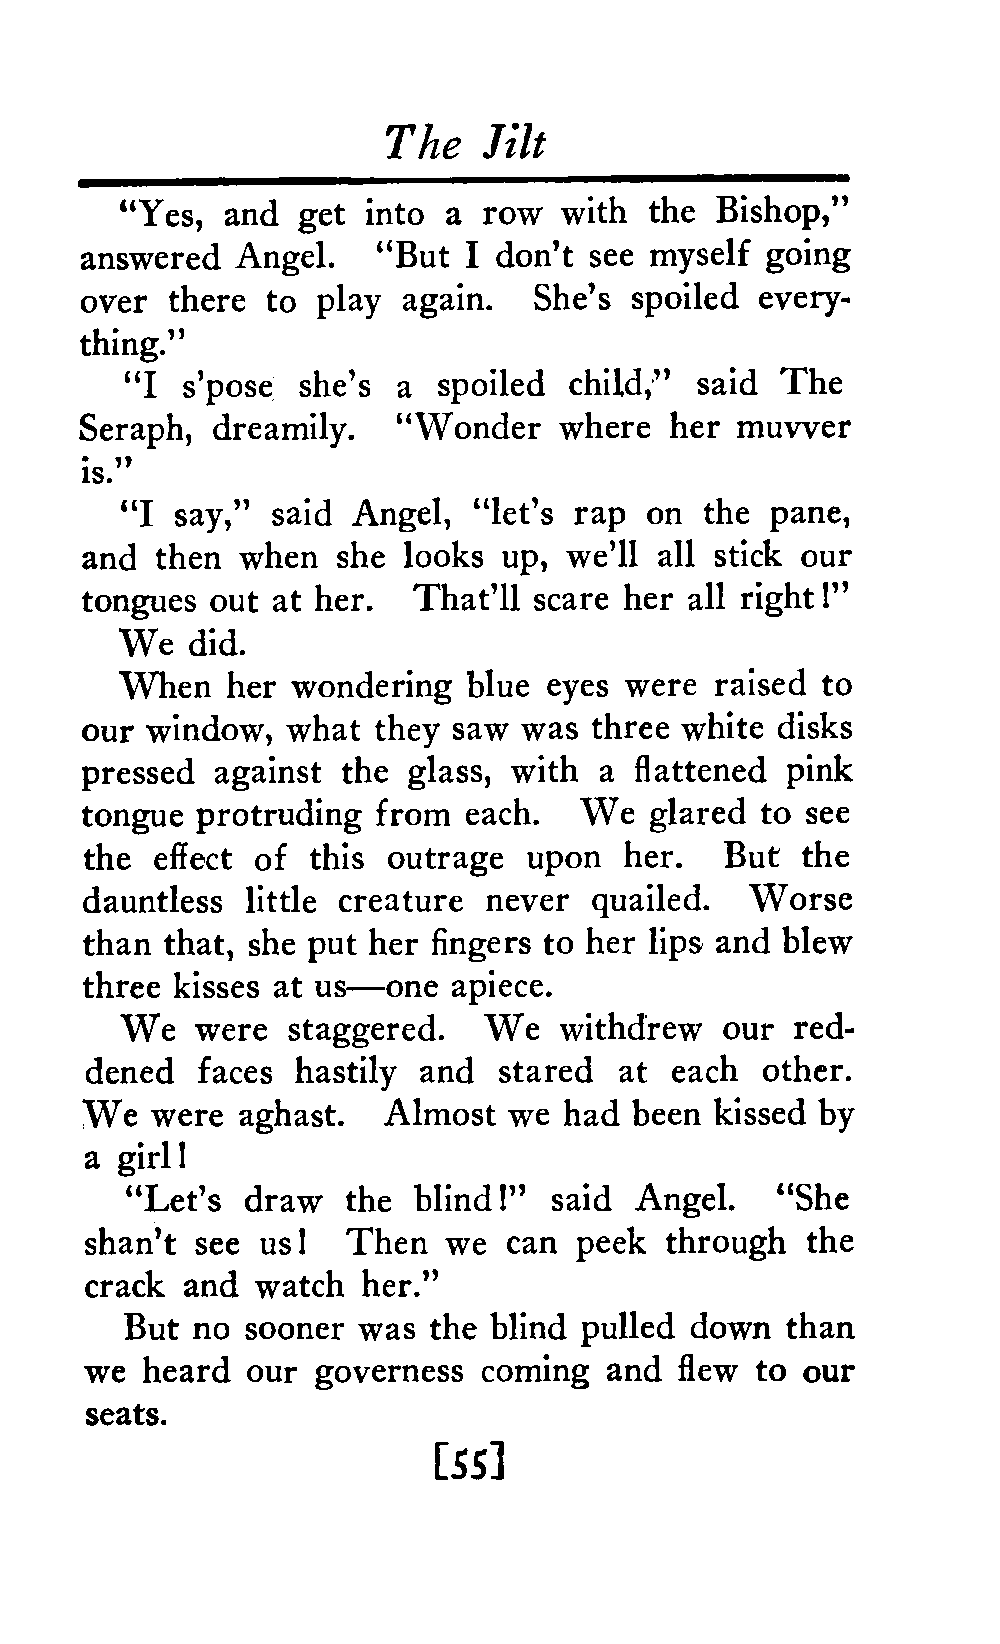 The Jilt
"Yes, and get into a row with the Bishop,"
answered Angel. "But I don't see myself going
over there to play again. She's spoiled every-
thing."
"I s'pose she's a spoiled child," said The
Seraph, dreamily. "Wonder where her muvver
is."
"I say," said Angel, "let's rap on the pane,
and then when she looks up, we'll all stick our
tongues out at her. That'll scare her all right!"
We did.
When her wondering blue eyes were raised to
our window, what they saw was three white disks
pressed against the glass, with a flattened pink
tongue protruding from each. We glared to see
the effect of this outrage upon her. But the
dauntless little creature never quailed. Worse
than that, she put her fingers to her lips and blew
three kisses at us—one apiece.
We were staggered. We withdrew our red-
dened faces hastily and stared at each other.
We were aghast. Almost we had been kissed by
a girl!
"Let's draw the blind!" said Angel. "She
shan't see us! Then we can peek through the
crack and watch her."
But no sooner was the blind pulled down than
we heard our governess coming and flew to our
seats.
[55]